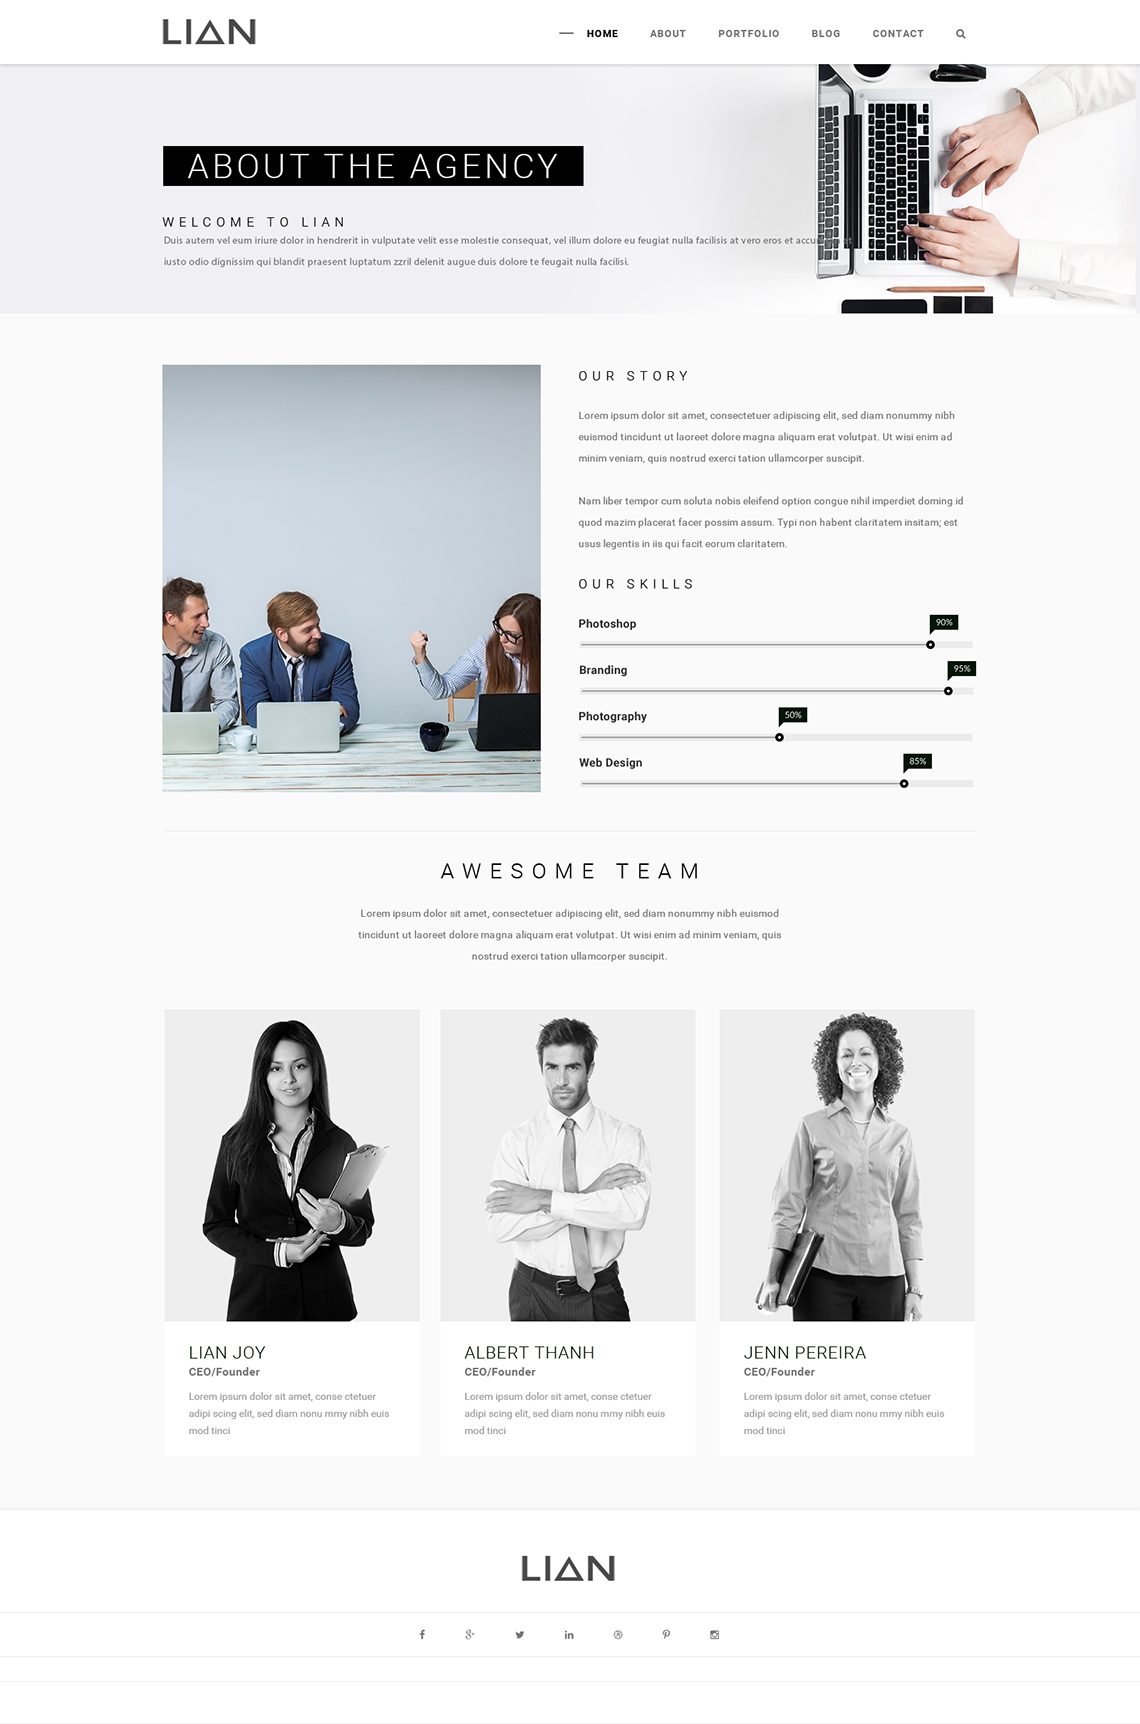 LIAN
HOME ABOUT PORTFOLIO BLOG CONTACT
ABOUT THE AGENCY
WELCOME TO LIAN
Duis autem vel eum iriure dolor in hendrerit in vulputate velit esse molestie consequat, vel illum dolore eu feugiat nulla facilisis at vero eros et
iusto odio dignissim qui blandit praesent luptatum zzril delenit augue duis dolore te feugait nulla facilisi.
OUR STORY
Lorem ipsum dolor sit amet, consectetuer adipiscing elit, sed diam nonummy nibh
euismod tincidunt ut laoreet dolore magna aliquam erat volutpat. Ut wisi enim ad
minim veniam, quis nostrud exerci tation ullamcorper suscipit.
Nam liber tempor cum soluta nobis eleifend option congue nihil imperdiet doming id
quod mazim placerat facer possim assum. Typi non habent claritatem insitam; est
usus legentis in iis qui facit eorum claritatem.
OUR SKILLS
Photoshop 90%
Branding 95%
Photography 50%
Web Design 85%
AWESOME TEAM
Lorem ipsum dolor sit amet, consectetuer adipiscing elit, sed diam nonummy nibh euismod
tincidunt ut laoreet dolore magna aliquam erat volutpat. Ut wisi enim ad minim veniam, quis
nostrud exerci tation ullamcorper suscipit.
LIAN JOY
CEO/Founder
Lorem ipsum dolor sit amet, conse ctetuer
adipi scing elit, sed diam nonu mmy nibh euis
mod tinci
ALBERT THANH
CEO/Founder
Lorem ipsum dolor sit amet, conse ctetuer
adipi scing elit, sed diam nonu mmy nibh euis
mod tinci
JENN PEREIRA
CEO/Founder
Lorem ipsum dolor sit amet, conse ctetuer
adipi scing elit, sed diam nonu mmy nibh euis
mod tinci
LIAN